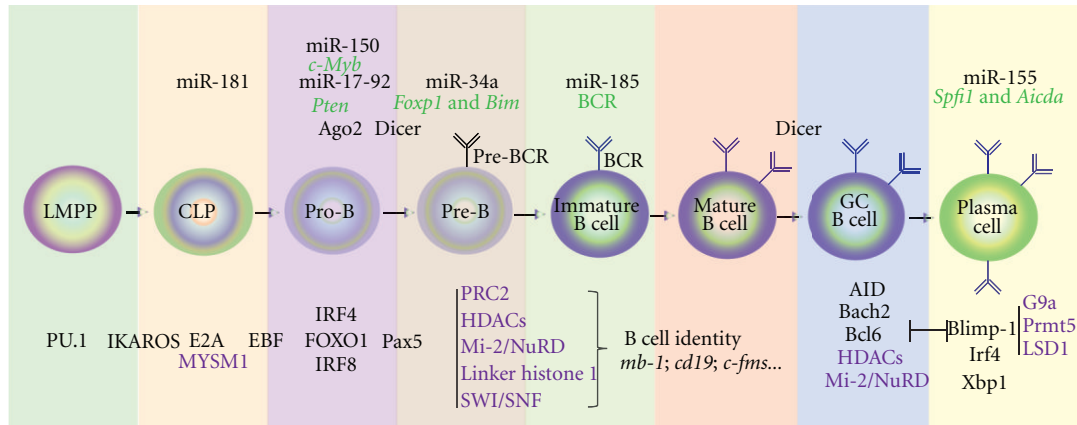 miR-150
c-Myb
miR-181
miR-17-92
miR-34a
miR-185
miR-155
Pten
Foxp1 and Bim
BCR
Spfi1 and Aicda
Ago2
Dicer
Dicer
Pre-BCR
BCR
LMPP
CLP
Pro-B
Pre-B
Immature
B cell
Mature
B cell
GC
B cell
Plasma
cell
PU.1
IKAROS
E2A
MYSM1
EBF
IRF4
FOXO1
IRF8
Pax5
PRC2
HDACs
Mi-2/NuRD
Linker histone 1
SWI/SNF
B cell identity
mb-1; cd19; c-fms...
AID
Bach2
Bcl6
HDACs
Mi-2/NuRD
Blimp-1
Irf4
Xbp1
G9a
Prmt5
LSD1